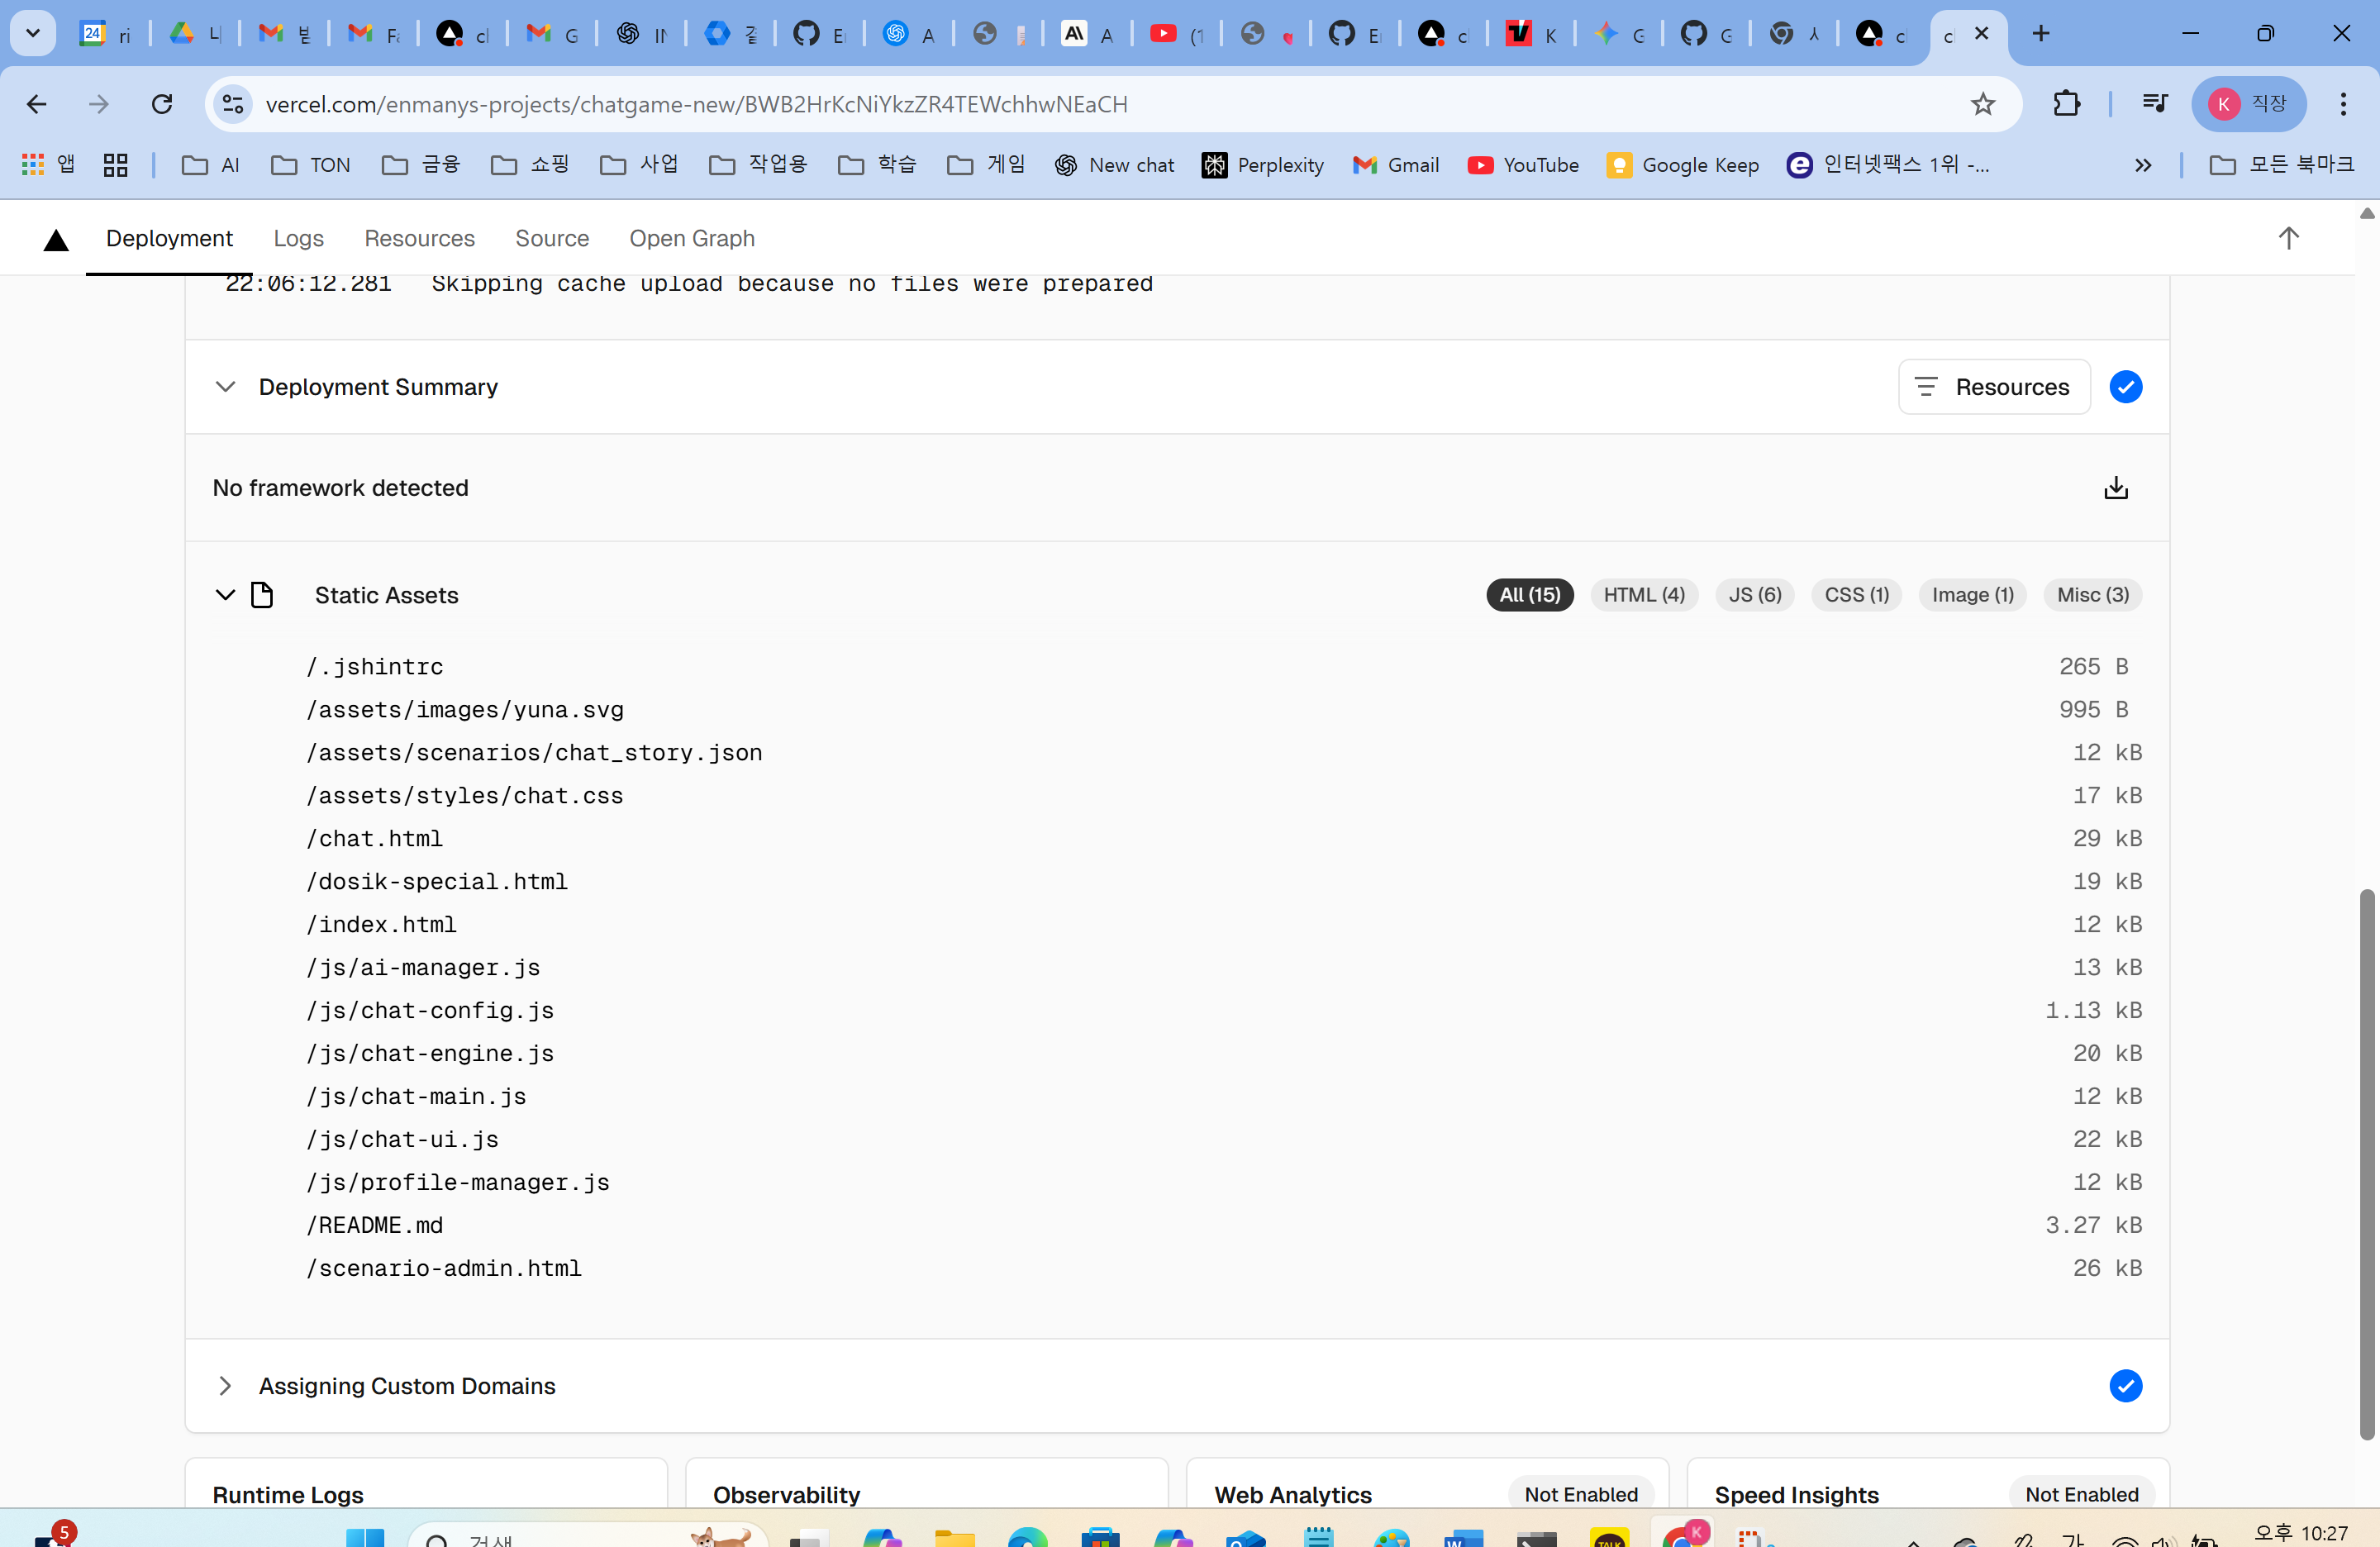 24 ri
vercel.com/enmanys-projects/chatgame-new/BWB2HrKcNiYkzZR4TEWchhwNEaCH
K 직장
앱
AI
TON
금융
쇼핑
사업
작업용
학습
게임
New chat
Perplexity
Gmail
YouTube
Google Keep
인터넷팩스 1위 -...
모든 북마크
Deployment
Logs
Resources
Source
Open Graph
22:06:12.281 Skipping cache upload because no files were prepared
Deployment Summary
Resources
No framework detected
Static Assets
All (15)
HTML (4)
JS (6)
CSS (1)
Image (1)
Misc (3)
/.jshintrc 265 B
/assets/images/yuna.svg 995 B
/assets/scenarios/chat_story.json 12 kB
/assets/styles/chat.css 17 kB
/chat.html 29 kB
/dosik-special.html 19 kB
/index.html 12 kB
/js/ai-manager.js 13 kB
/js/chat-config.js 1.13 kB
/js/chat-engine.js 20 kB
/js/chat-main.js 12 kB
/js/chat-ui.js 22 kB
/js/profile-manager.js 12 kB
/README.md 3.27 kB
/scenario-admin.html 26 kB
Assigning Custom Domains
Runtime Logs
Observability
Web Analytics
Not Enabled
Speed Insights
Not Enabled
5
검색
오후 10:27